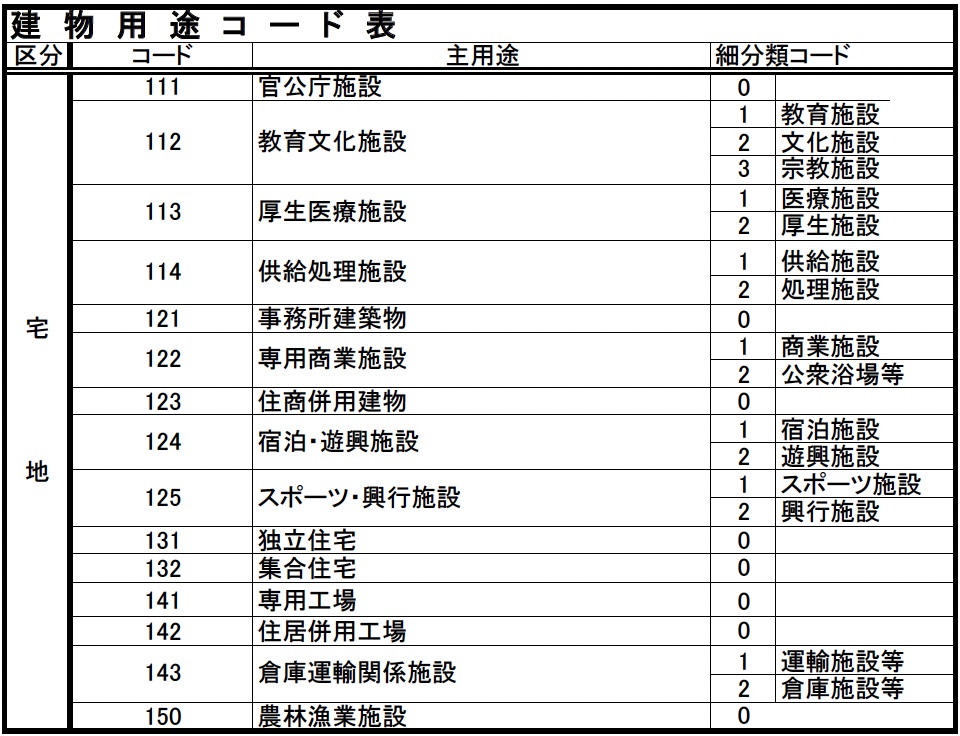 建物用途コード表
区分 コード 主用途 細分類コード
宅地
111 官公庁施設 0
112 教育文化施設 1 教育施設
2 文化施設
3 宗教施設
113 厚生医療施設 1 医療施設
2 厚生施設
114 供給処理施設 1 供給施設
2 処理施設
121 事務所建築物 0
122 専用商業施設 1 商業施設
2 公衆浴場等
123 住商併用建物 0
124 宿泊・遊興施設 1 宿泊施設
2 遊興施設
125 スポーツ・興行施設 1 スポーツ施設
2 興行施設
131 独立住宅 0
132 集合住宅 0
141 専用工場 0
142 住居併用工場 0
143 倉庫運輸関係施設 1 運輸施設等
2 倉庫施設等
150 農林漁業施設 0